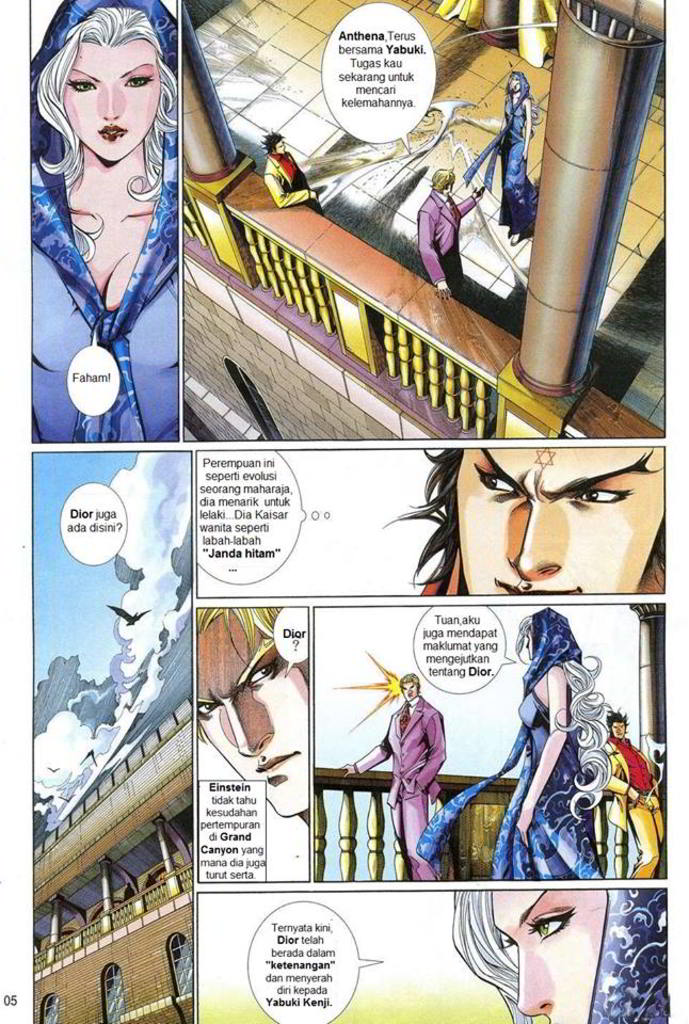 Anthena,Terus
bersama Yabuki.
Tugas kau
sekarang untuk
mencari
kelemahannya.
Faham!
Perempuan ini
seperti evolusi
seorang maharaja,
dia menarik untuk
lelaki...Dia Kaisar
wanita seperti
labah-labah
"Janda hitam"
...
Dior juga
ada disini?
Dior
?
Einstein
tidak tahu
kesudahan
pertempuran
di Grand
Canyon yang
mana dia juga
turut serta.
Tuan,aku
juga mendapat
maklumat yang
mengejutkan
tentang Dior.
Ternyata kini,
Dior telah
berada dalam
"ketenangan"
dan menyerah
diri kepada
Yabuki Kenji.
05